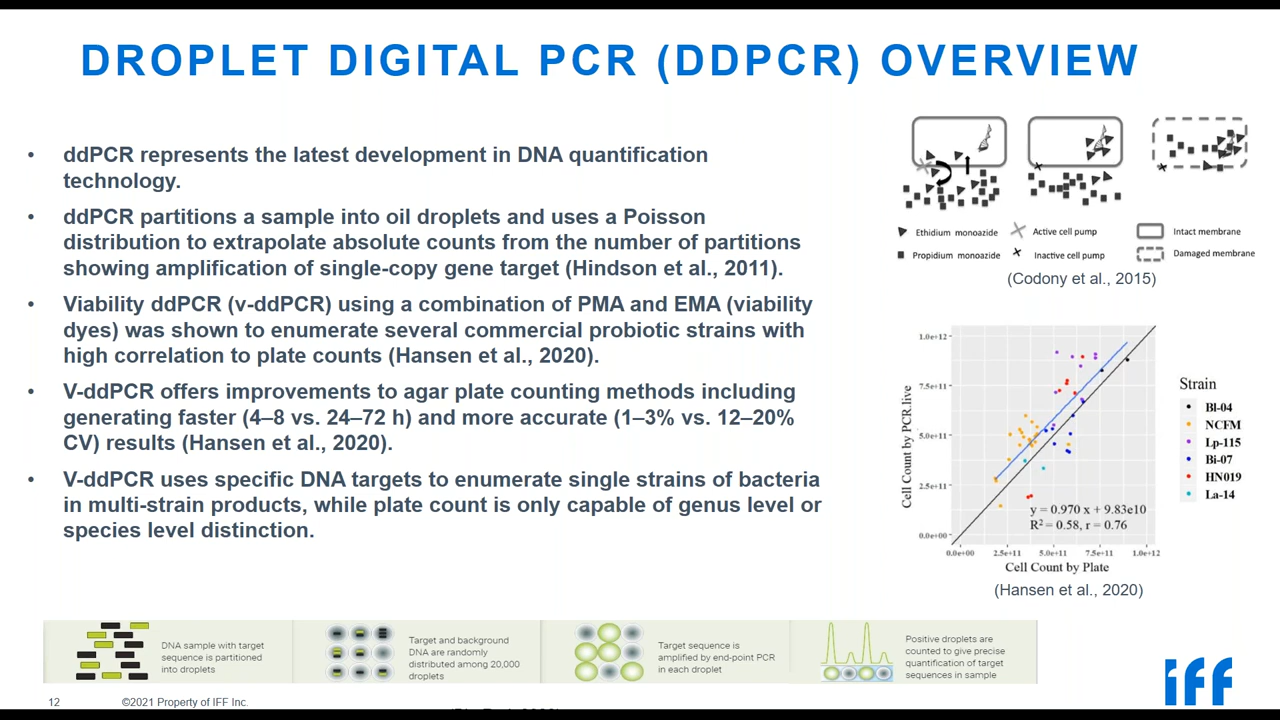 DROPLET DIGITAL PCR (DDPCR) OVERVIEW
• ddPCR represents the latest development in DNA quantification
technology.
• ddPCR partitions a sample into oil droplets and uses a Poisson
distribution to extrapolate absolute counts from the number of partitions
showing amplification of single-copy gene target (Hindson et al., 2011).
• Viability ddPCR (v-ddPCR) using a combination of PMA and EMA (viability
dyes) was shown to enumerate several commercial probiotic strains with
high correlation to plate counts (Hansen et al., 2020).
• V-ddPCR offers improvements to agar plate counting methods including
generating faster (4–8 vs. 24–72 h) and more accurate (1–3% vs. 12–20%
CV) results (Hansen et al., 2020).
• V-ddPCR uses specific DNA targets to enumerate single strains of bacteria
in multi-strain products, while plate count is only capable of genus level or
species level distinction.
Ethidium monoazide
Active cell pump
Intact membrane
Propidium monoazide
Inactive cell pump
Damaged membrane
(Codony et al., 2015)
Cell Count by PCR.live
1.0e+12
7.5e+11
5.0e+11
2.5e+11
0.0e+00
y = 0.970 x + 9.83e10
R² = 0.58, r = 0.76
0.0e+00 2.5e+11 5.0e+11 7.5e+11 1.0e+12
Cell Count by Plate
Strain
Bl-04
NCFM
Lp-115
Bi-07
HN019
La-14
(Hansen et al., 2020)
DNA sample with target
sequence is partitioned
into droplets
Target and background
DNA are randomly
distributed among 20,000
droplets
Target sequence is
amplified by end-point PCR
in each droplet
Positive droplets are
counted to give precise
quantification of target
sequences in sample
12
©2021 Property of IFF Inc.
iff